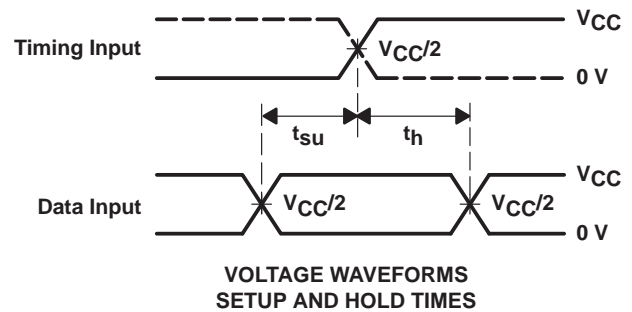 Timing Input
VCC
VCC/2
0 V
tsu
th
Data Input
VCC
VCC/2
VCC/2
0 V
VOLTAGE WAVEFORMS
SETUP AND HOLD TIMES